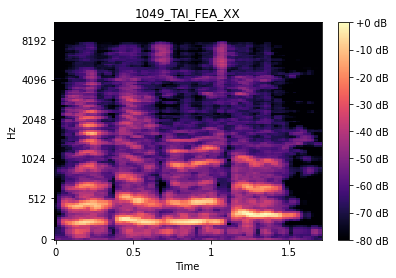 1049_TAI_FEA_XX
8192
4096
2048
1024
512
0
Hz
0
0.5
1
1.5
Time
+0 dB
-10 dB
-20 dB
-30 dB
-40 dB
-50 dB
-60 dB
-70 dB
-80 dB